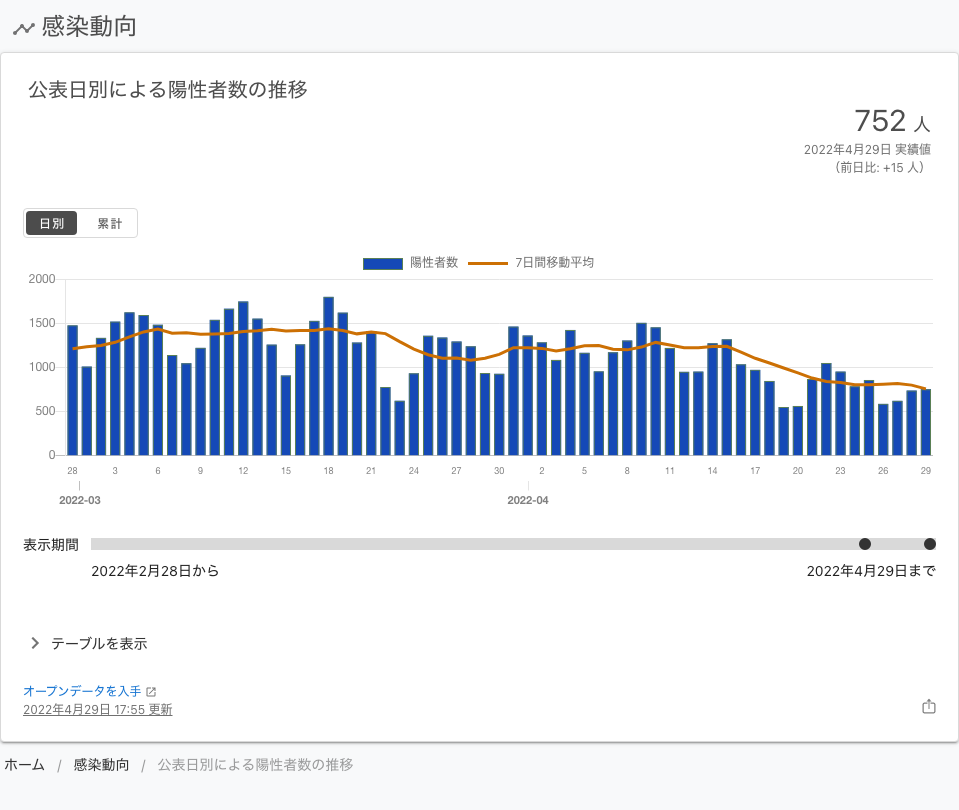 感染動向
公表日別による陽性者数の推移
752 人
2022年4月29日 実績値
（前日比: +15 人）
日別 累計
陽性者数 7日間移動平均
2000
1500
1000
500
0
28 3 6 9 12 15 18 21 24 27 30 2 5 8 11 14 17 20 23 26 29
2022-03 2022-04
表示期間
2022年2月28日から 2022年4月29日まで
テーブルを表示
オープンデータを入手
2022年4月29日 17:55 更新
ホーム / 感染動向 / 公表日別による陽性者数の推移